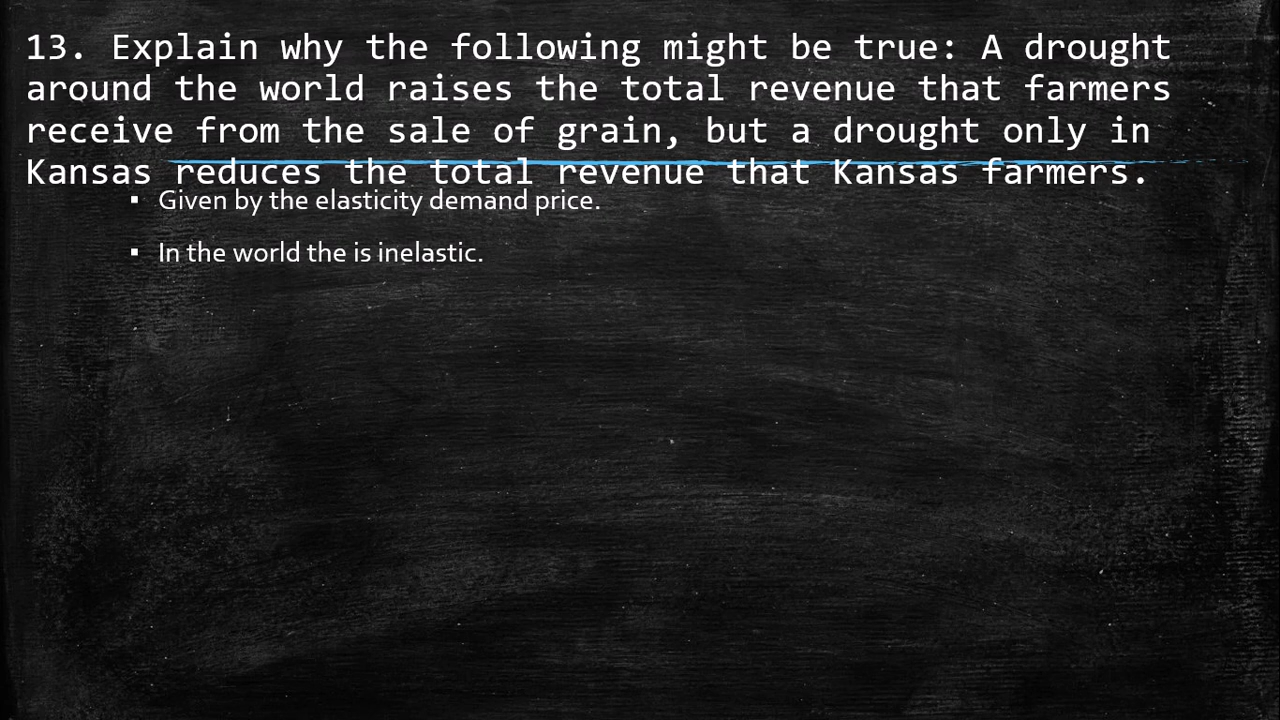 13. Explain why the following might be true: A drought
around the world raises the total revenue that farmers
receive from the sale of grain, but a drought only in
Kansas reduces the total revenue that Kansas farmers.
▪ Given by the elasticity demand price.
▪ In the world the is inelastic.